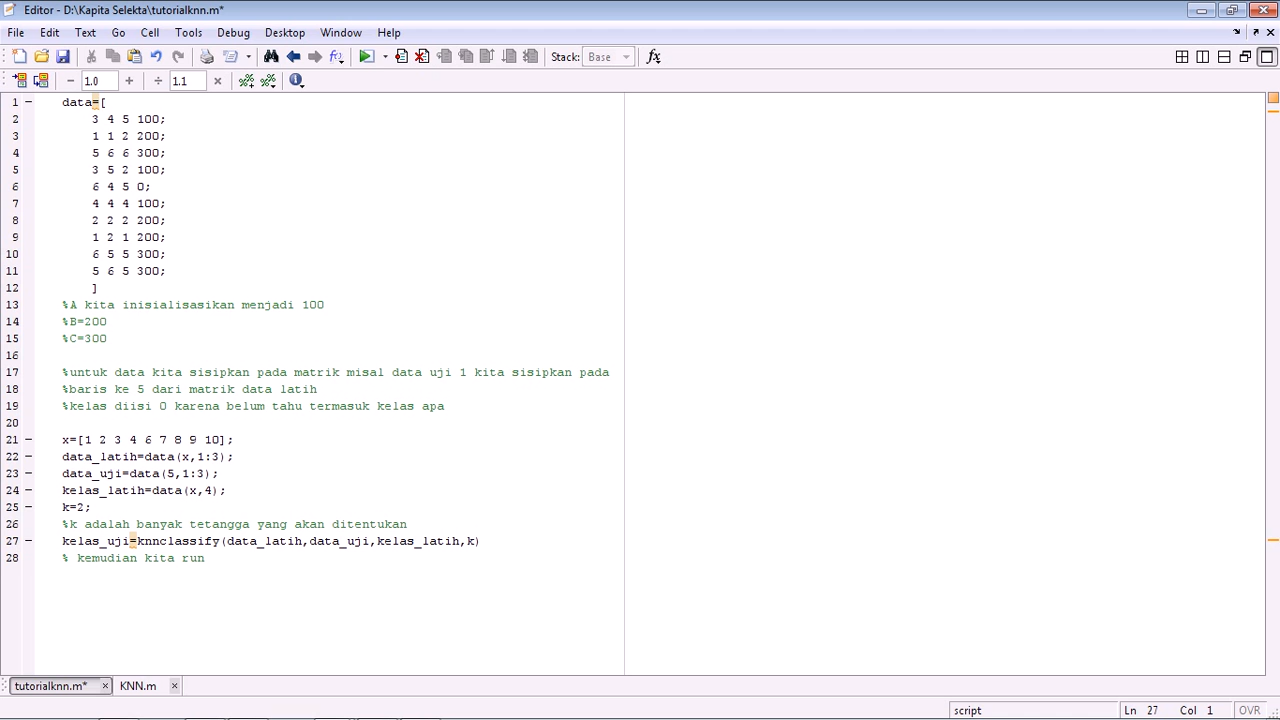 Editor - D:\Kapita Selekta\tutorialknn.m*
File Edit Text Go Cell Tools Debug Desktop Window Help
Stack: Base fx
1.0 1.1
1 data=[
2 3 4 5 100;
3 1 1 2 200;
4 5 6 6 300;
5 3 5 2 100;
6 6 4 5 0;
7 4 4 4 100;
8 2 2 2 200;
9 1 2 1 200;
10 6 5 5 300;
11 5 6 5 300;
12 ]
13 %A kita inisialisasikan menjadi 100
14 %B=200
15 %C=300
16
17 %untuk data kita sisipkan pada matrik misal data uji 1 kita sisipkan pada
18 %baris ke 5 dari matrik data latih
19 %kelas diisi 0 karena belum tahu termasuk kelas apa
20
21 x=[1 2 3 4 6 7 8 9 10];
22 data_latih=data(x,1:3);
23 data_uji=data(5,1:3);
24 kelas_latih=data(x,4);
25 k=2;
26 %k adalah banyak tetangga yang akan ditentukan
27 kelas_uji=knnclassify(data_latih,data_uji,kelas_latih,k)
28 % kemudian kita run
tutorialknn.m* KNN.m
script Ln 27 Col 1 OVR